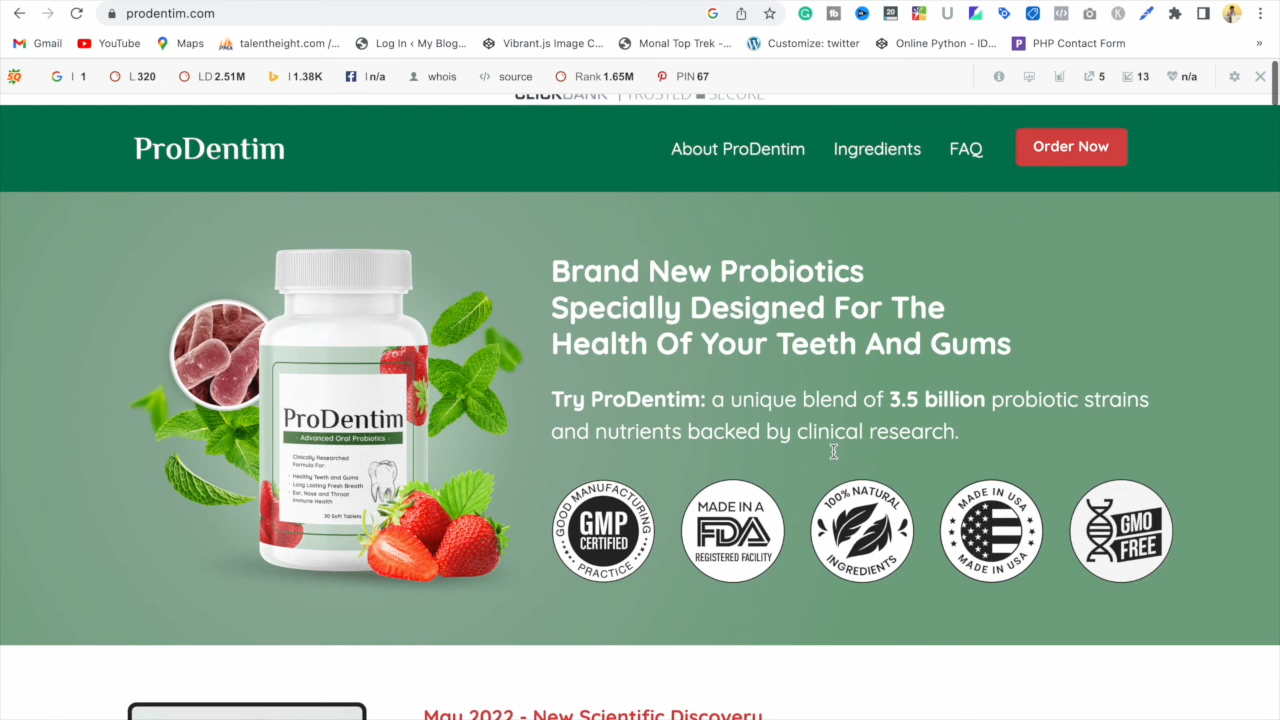 prodentim.com
Gmail YouTube Maps talentheight.com /... Log In ‹ My Blog... Vibrant.js Image C... Monal Top Trek -... Customize: twitter Online Python - ID... PHP Contact Form »
I 1 L 320 LD 2.51M I 1.38K I n/a whois source Rank 1.65M PIN 67 5 13 n/a
CLICKBANK | TRUSTED SECURE
ProDentim
About ProDentim Ingredients FAQ Order Now
Brand New Probiotics
Specially Designed For The
Health Of Your Teeth And Gums
Try ProDentim: a unique blend of 3.5 billion probiotic strains
and nutrients backed by clinical research.
ProDentim
- Advanced Oral Probiotics -
Clinically Researched
Formula For:
Healthy Teeth and Gums
Long Lasting Fresh Breath
Ear, Nose and Throat
Immune Health
30 Soft Tablets
GOOD MANUFACTURING
GMP
CERTIFIED
PRACTICE
MADE IN A
FDA
REGISTERED FACILITY
100% NATURAL
INGREDIENTS
MADE IN USA
MADE IN USA
GMO
FREE
May 2022 - New Scientific Discovery